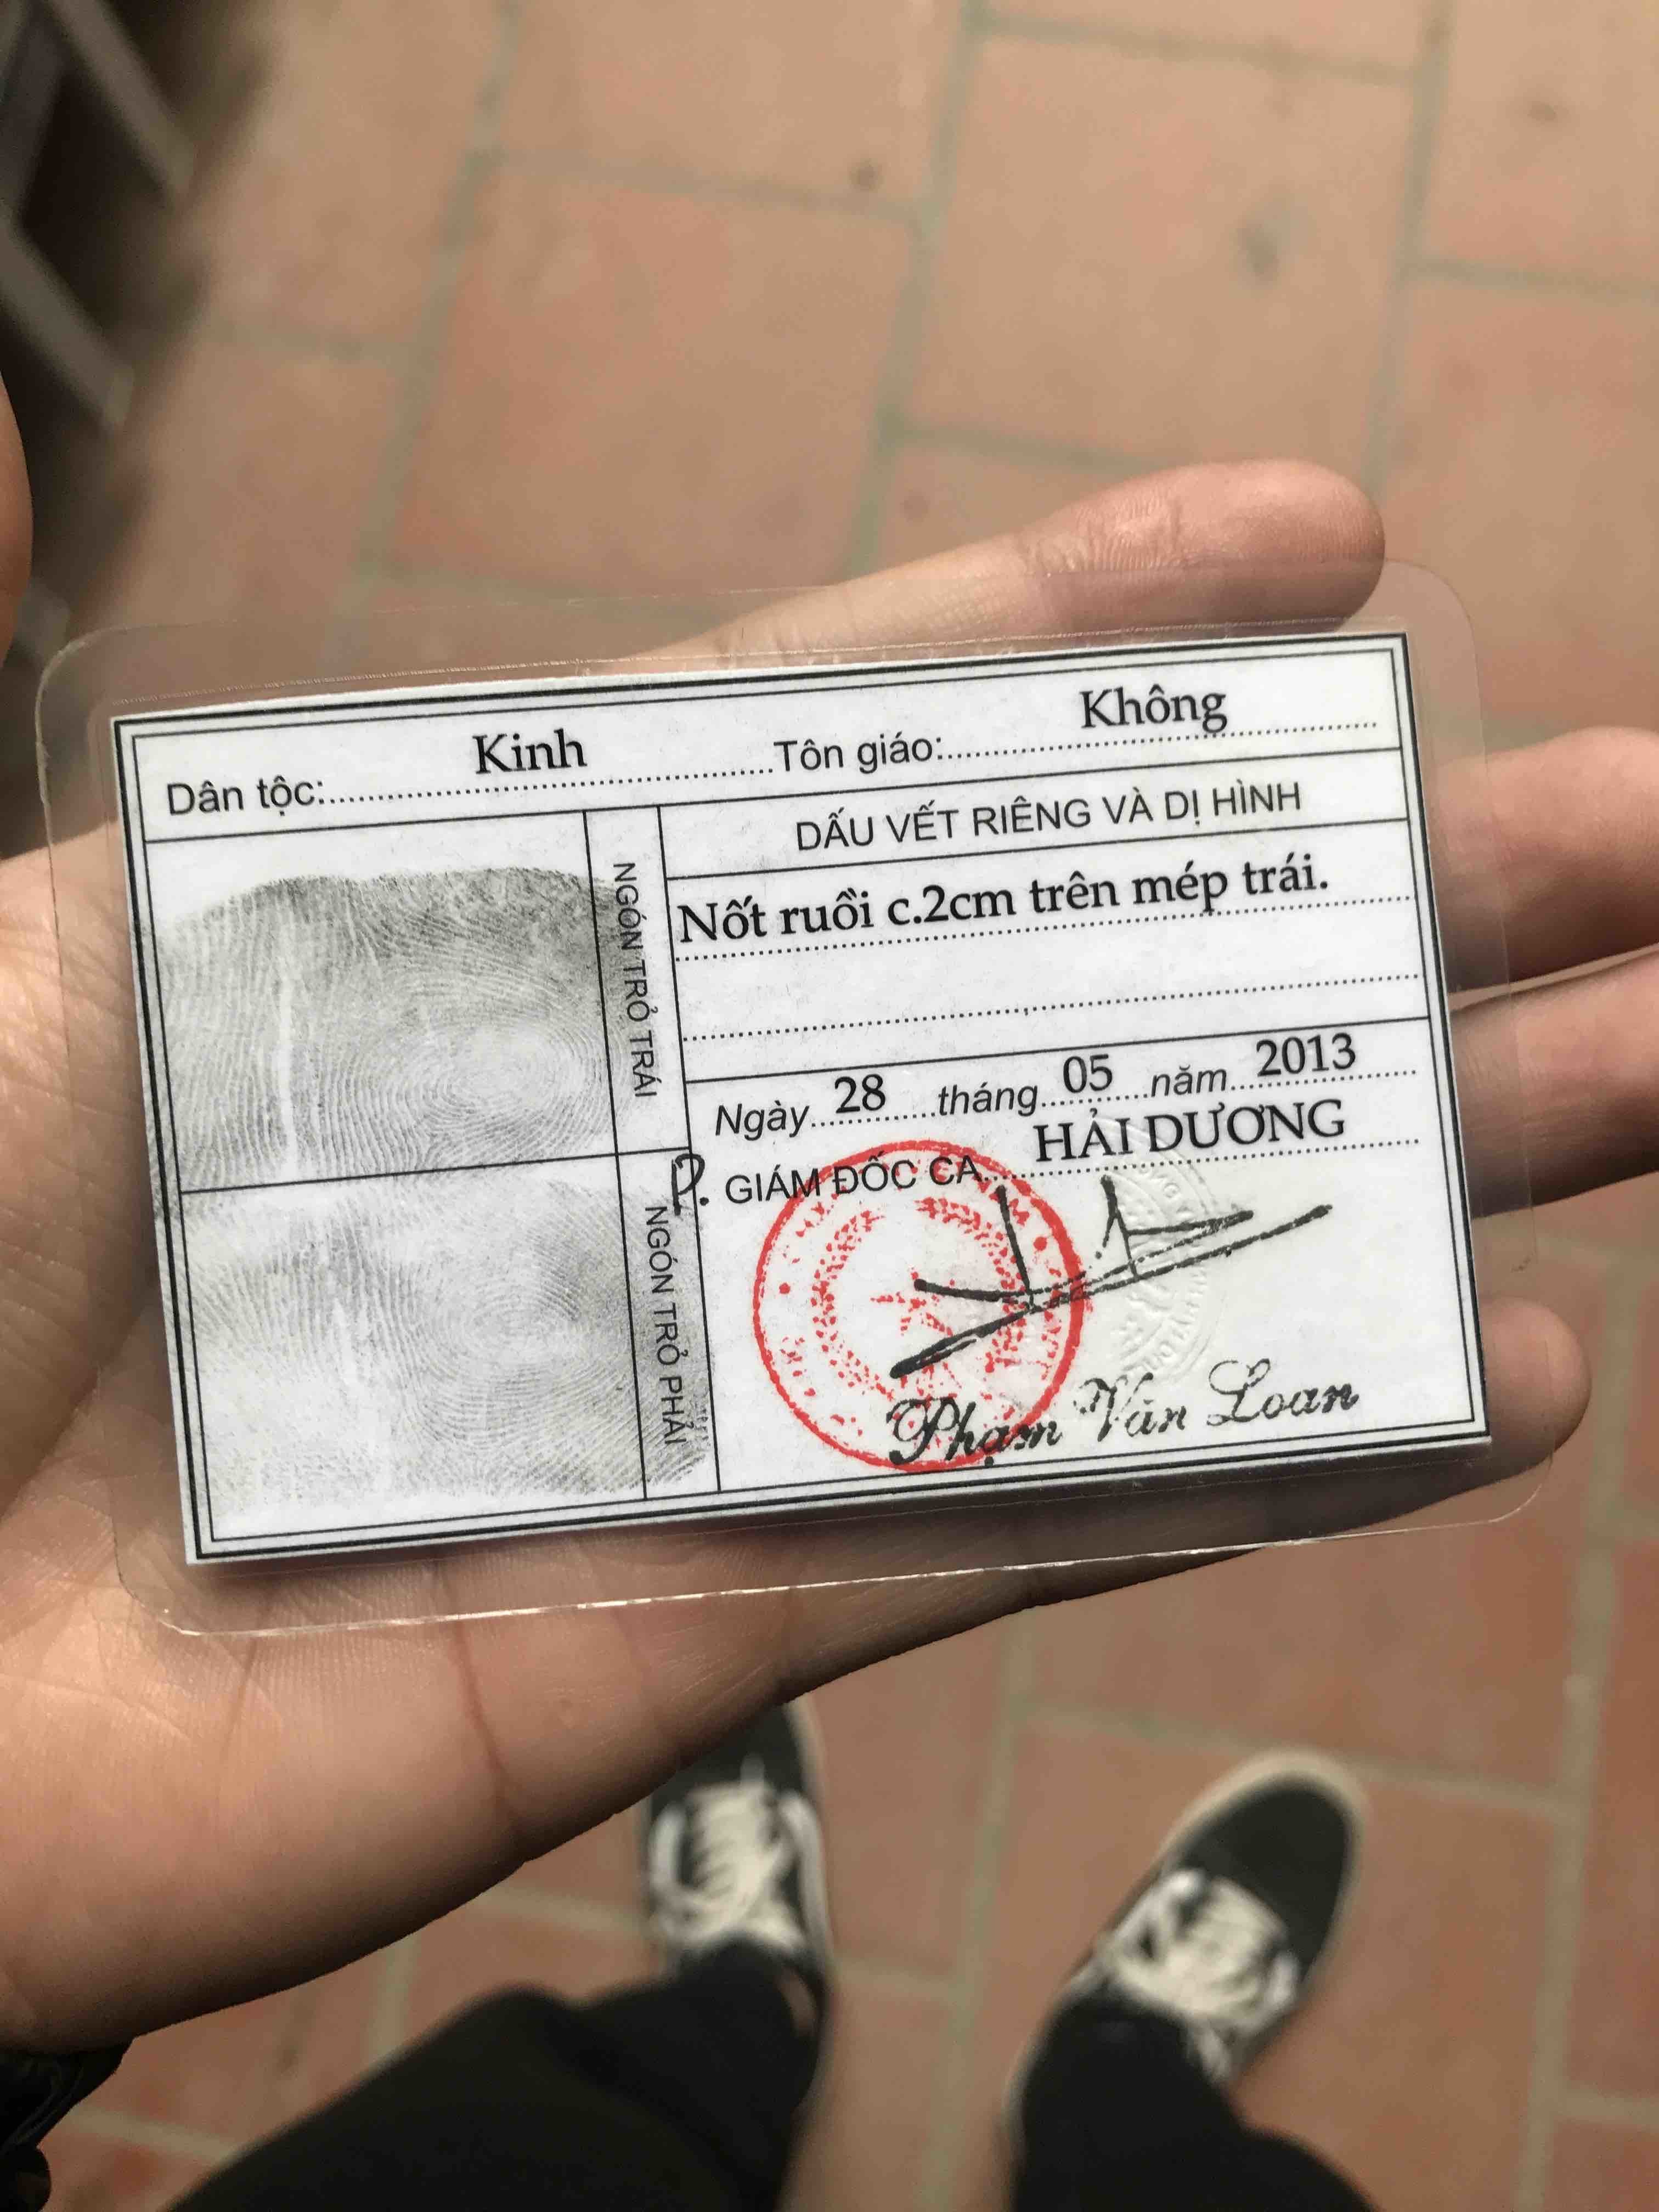 Dân tộc: Kinh Tôn giáo: Không
NGÓN TRỎ TRÁI
NGÓN TRỎ PHẢI
DẤU VẾT RIÊNG VÀ DỊ HÌNH
Nốt ruồi c.2cm trên mép trái.
Ngày 28 tháng 05 năm 2013
P. GIÁM ĐỐC CA HẢI DƯƠNG
Phạm Văn Loan